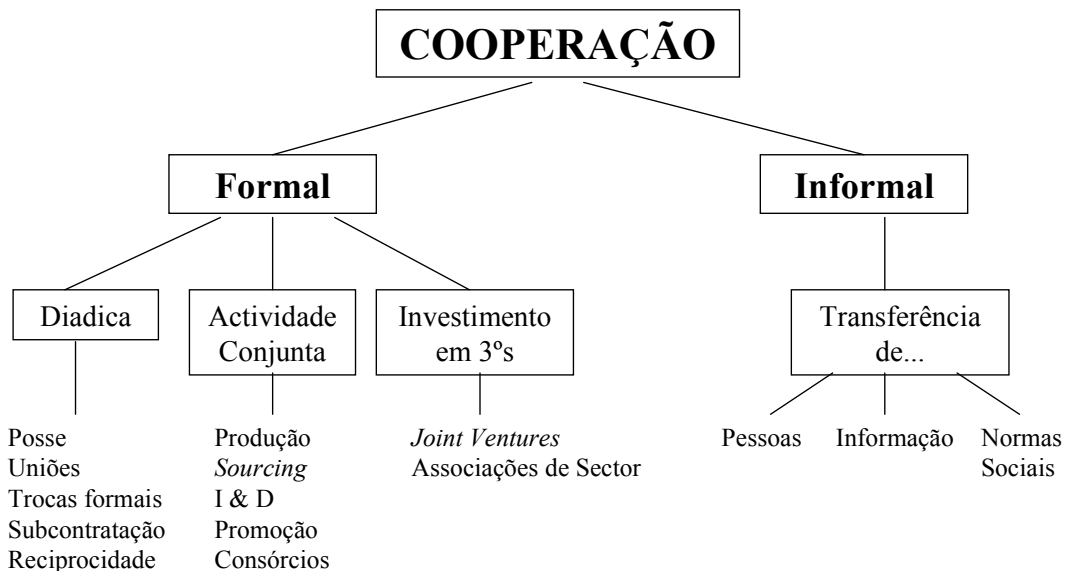 COOPERAÇÃO
Formal
Informal
Diadica
Actividade
Conjunta
Investimento
em 3ºs
Transferência
de...
Posse
Uniões
Trocas formais
Subcontratação
Reciprocidade
Produção
Sourcing
I & D
Promoção
Consórcios
Joint Ventures
Associações de Sector
Pessoas
Informação
Normas
Sociais